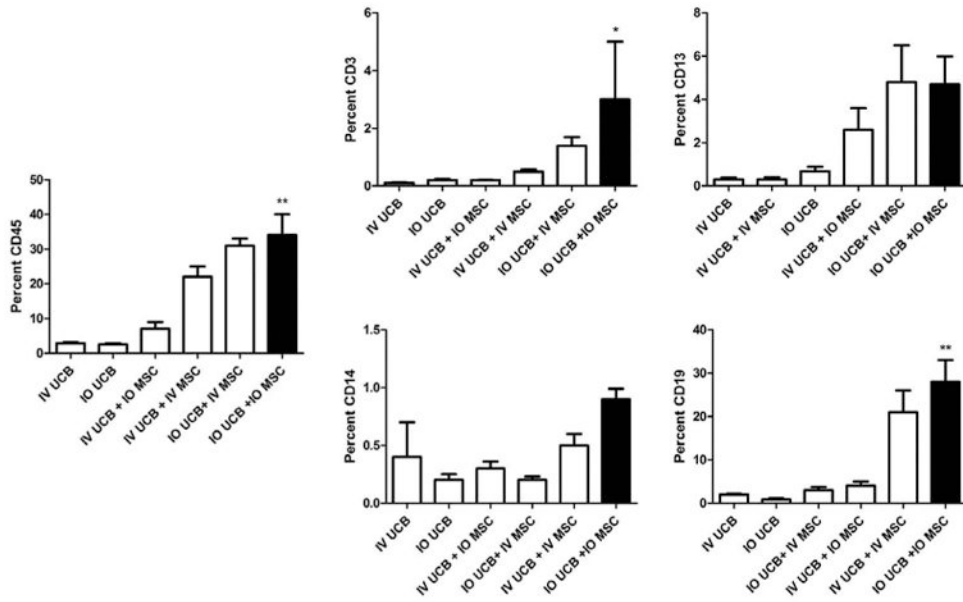 Percent CD45
50
40
30
20
10
0
**
IV UCB
IO UCB
IV UCB + IO MSC
IV UCB + IV MSC
IO UCB+ IV MSC
IO UCB +IO MSC
Percent CD3
6
4
2
0
*
IV UCB
IO UCB
IV UCB + IO MSC
IV UCB + IV MSC
IO UCB+ IV MSC
IO UCB +IO MSC
Percent CD13
8
6
4
2
0
IV UCB
IV UCB + IV MSC
IO UCB
IV UCB + IO MSC
IO UCB+ IV MSC
IO UCB +IO MSC
Percent CD14
1.5
1.0
0.5
0.0
IV UCB
IO UCB
IV UCB + IO MSC
IO UCB+ IV MSC
IV UCB + IV MSC
IO UCB +IO MSC
Percent CD19
40
30
20
10
0
**
IV UCB
IO UCB
IO UCB+ IV MSC
IV UCB + IO MSC
IV UCB + IV MSC
IO UCB +IO MSC